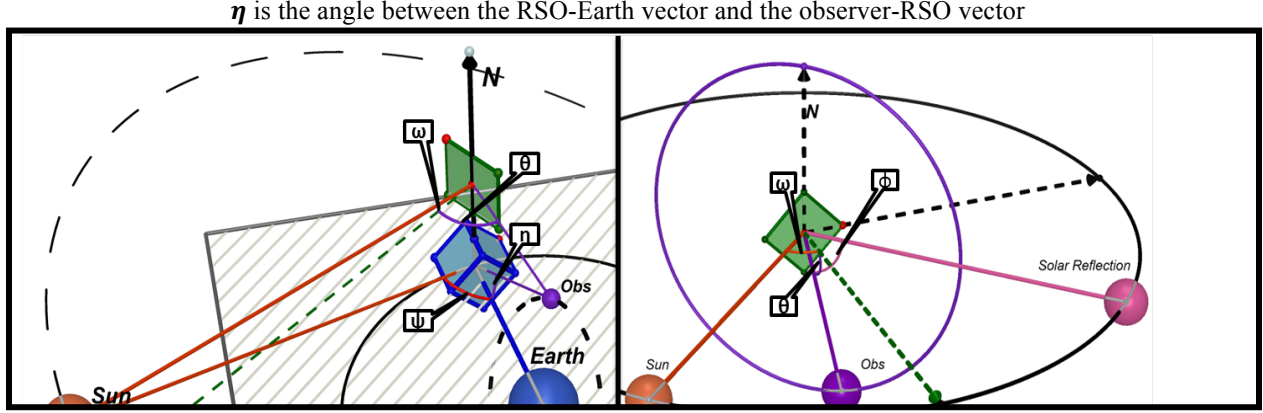 η is the angle between the RSO-Earth vector and the observer-RSO vector
N
ω
θ
η
Obs
ψ
Earth
Sun
N
ω
ϕ
Solar Reflection
θ
Sun
Obs